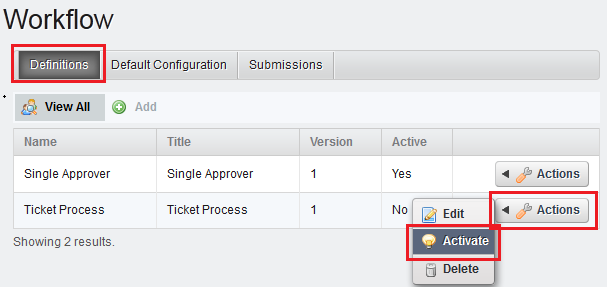 Workflow
Definitions Default Configuration Submissions
View All Add
Name Title Version Active
Single Approver Single Approver 1 Yes Actions
Ticket Process Ticket Process 1 No Actions
Edit
Activate
Delete
Showing 2 results.